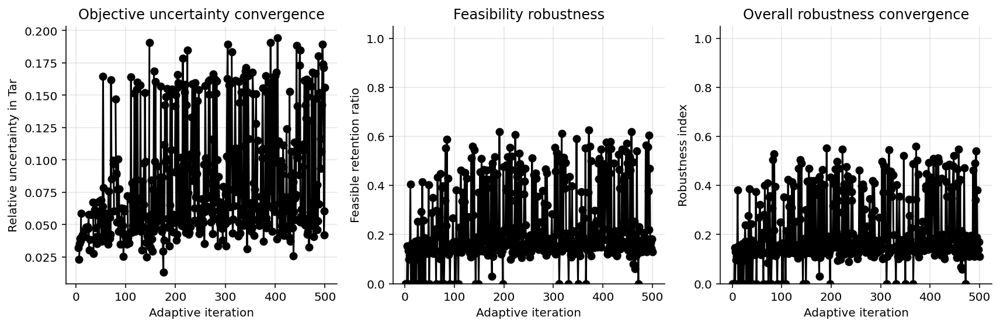 Objective uncertainty convergence
Relative uncertainty in Tar
0.200
0.175
0.150
0.125
0.100
0.075
0.050
0.025
0 100 200 300 400 500
Adaptive iteration
Feasibility robustness
Feasible retention ratio
1.0
0.8
0.6
0.4
0.2
0.0
0 100 200 300 400 500
Adaptive iteration
Overall robustness convergence
Robustness index
1.0
0.8
0.6
0.4
0.2
0.0
0 100 200 300 400 500
Adaptive iteration